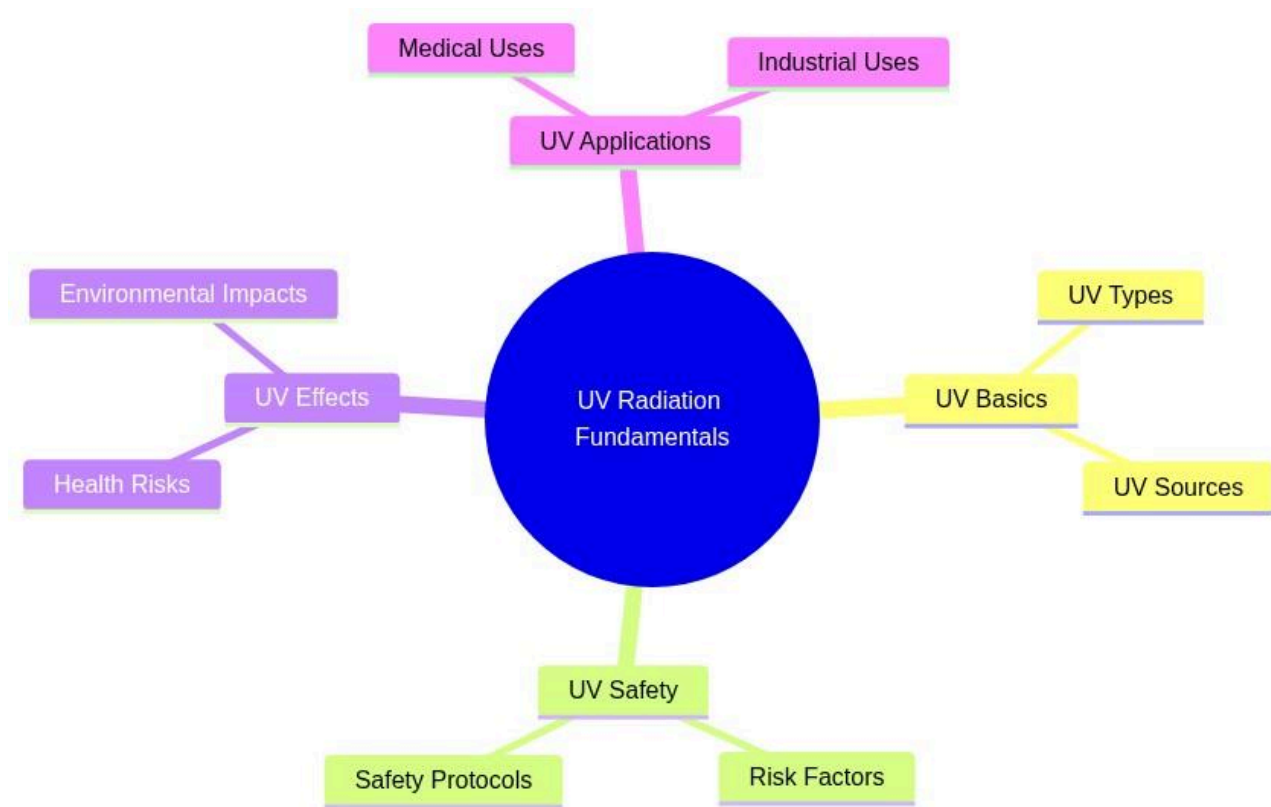 Medical Uses
Industrial Uses
UV Applications
Environmental Impacts
UV Types
UV Effects
UV Radiation
Fundamentals
UV Basics
Health Risks
UV Sources
UV Safety
Safety Protocols
Risk Factors